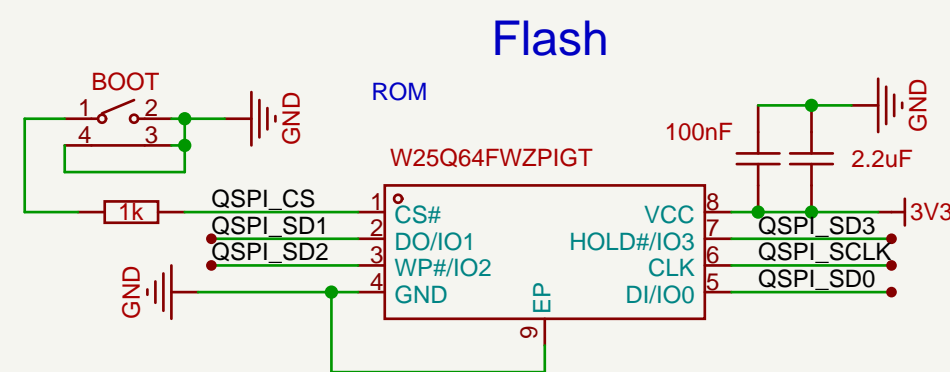 Flash
BOOT
ROM
1 2
4 3
GND
GND
100nF
2.2uF
W25Q64FWZPIGT
1k
QSPI_CS
QSPI_SD1
QSPI_SD2
GND
1
2
3
4
CS#
DO/IO1
WP#/IO2
GND
EP
9
VCC
HOLD#/IO3
CLK
DI/IO0
8
7
6
5
3V3
QSPI_SD3
QSPI_SCLK
QSPI_SD0